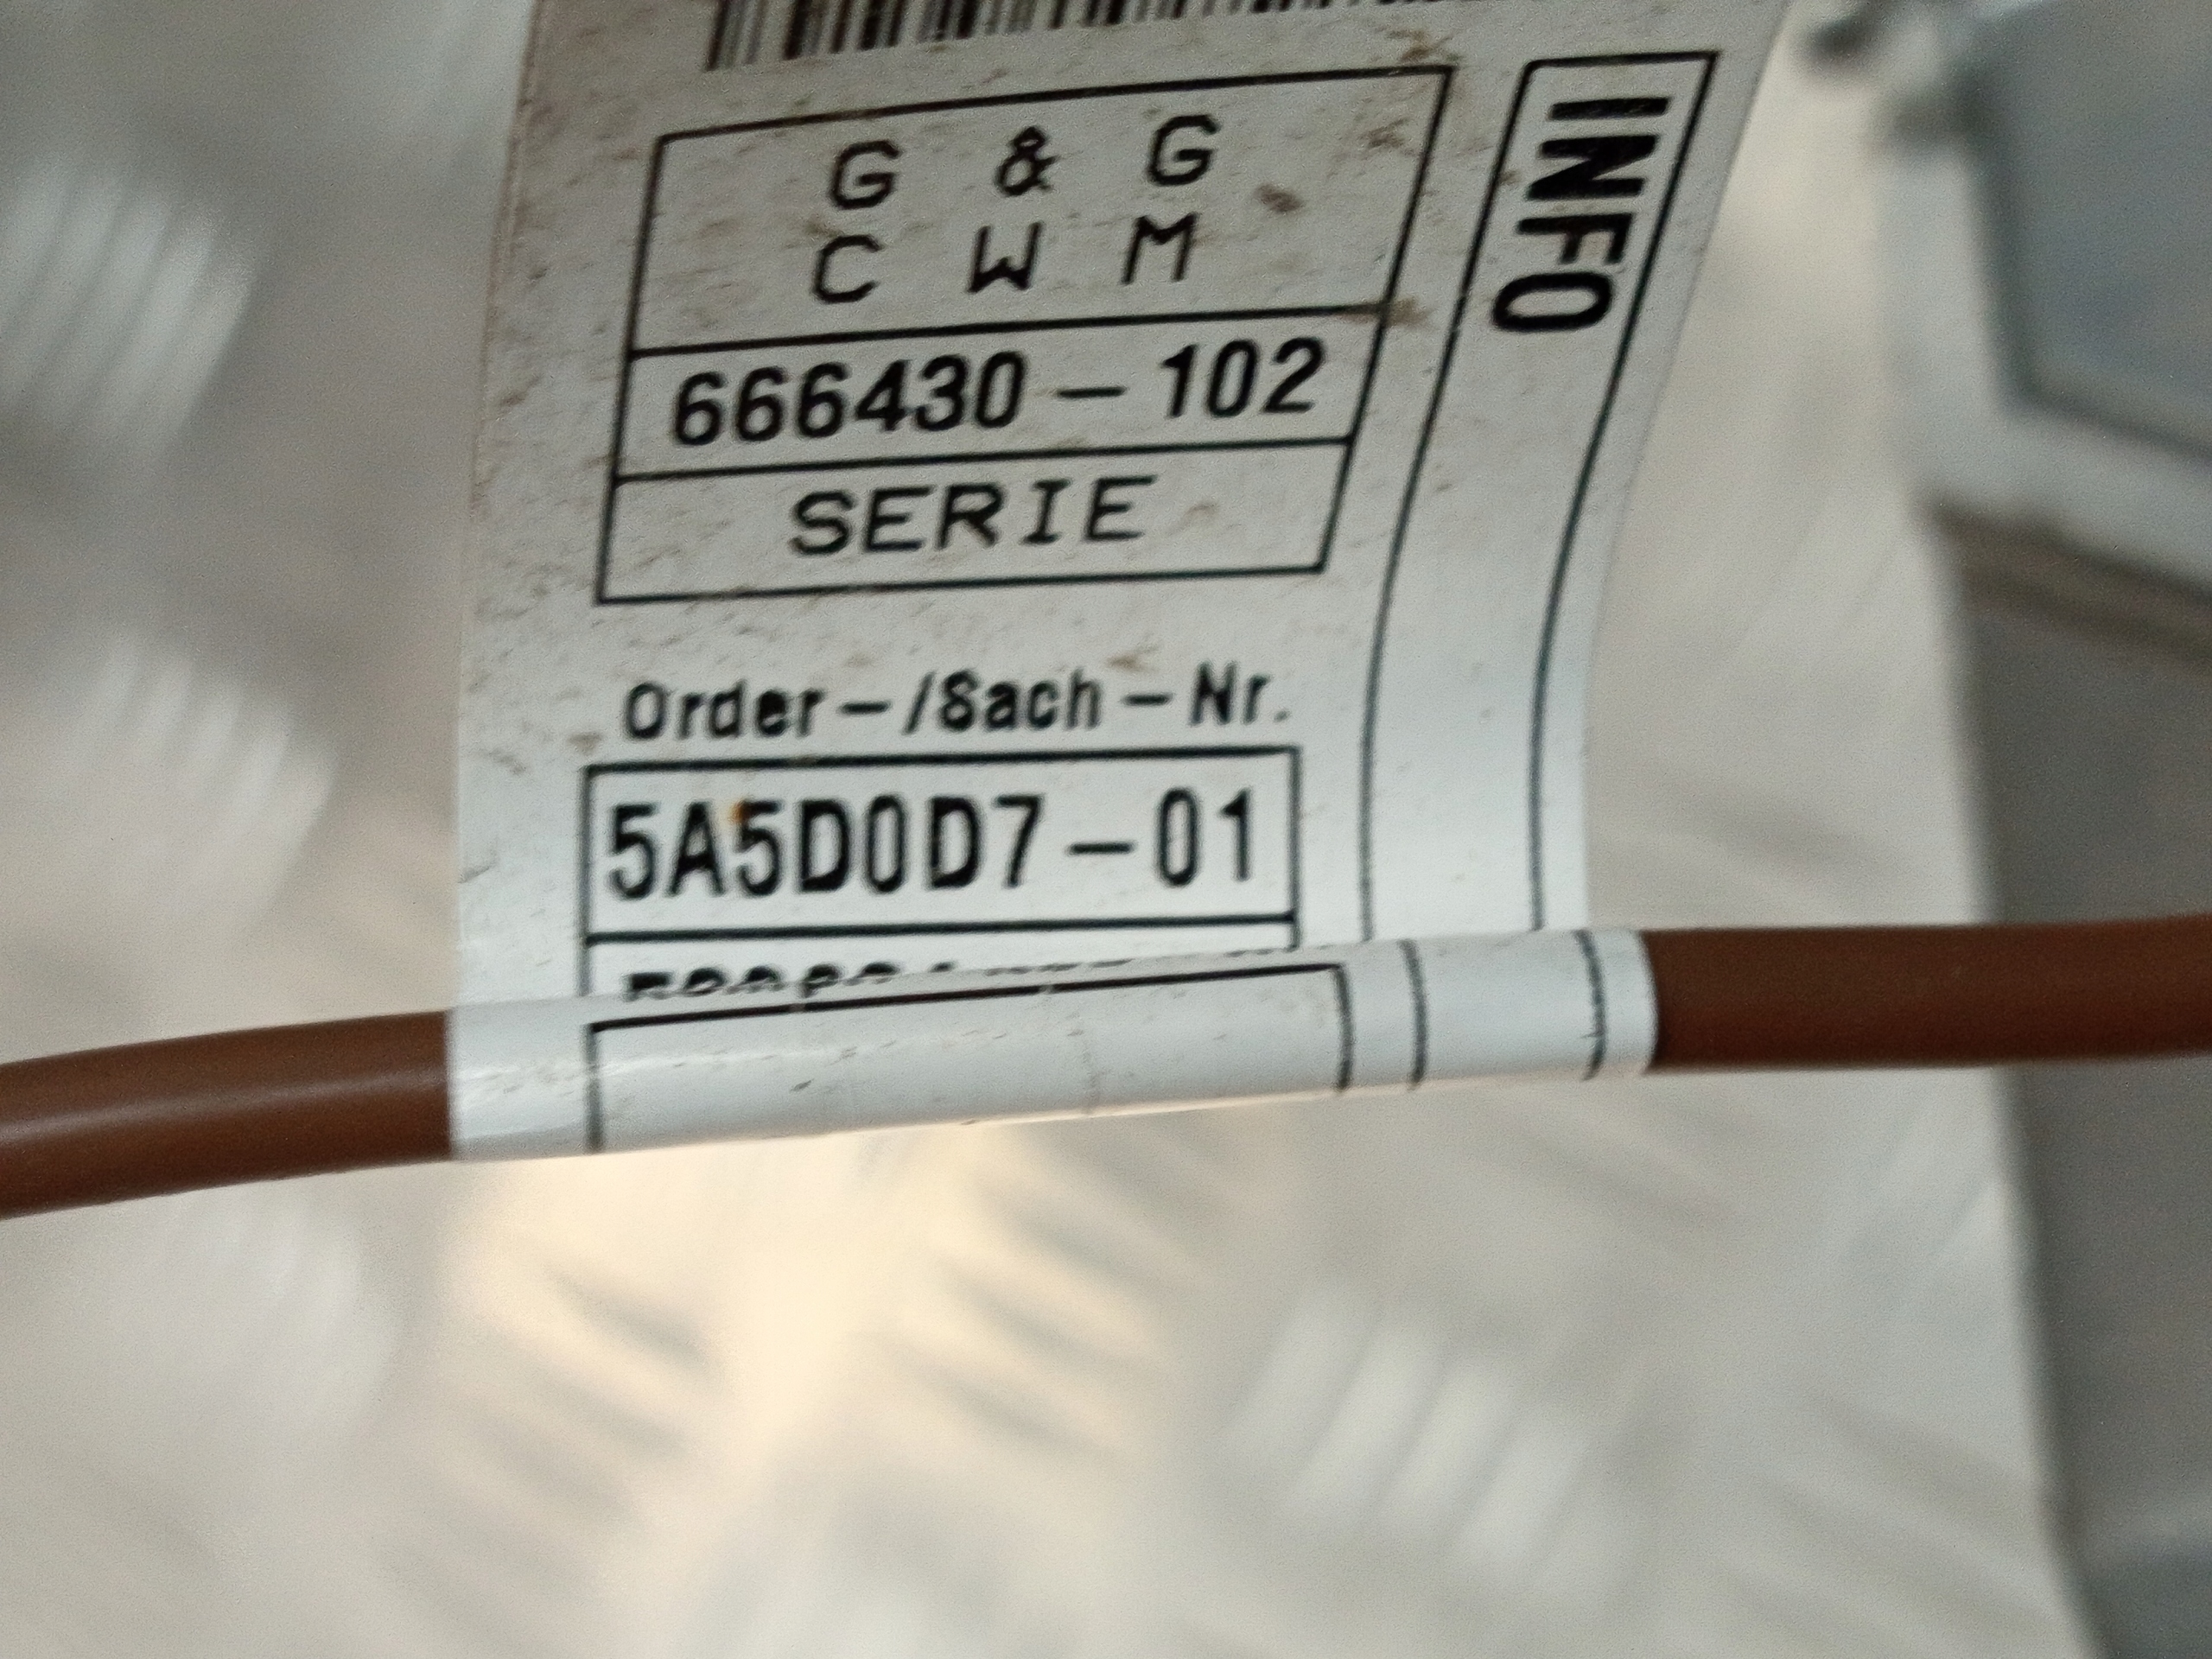 G & G
C W M
666430-102
SERIE
INFO
Order-/Sach-Nr.
5A5D0D7-01